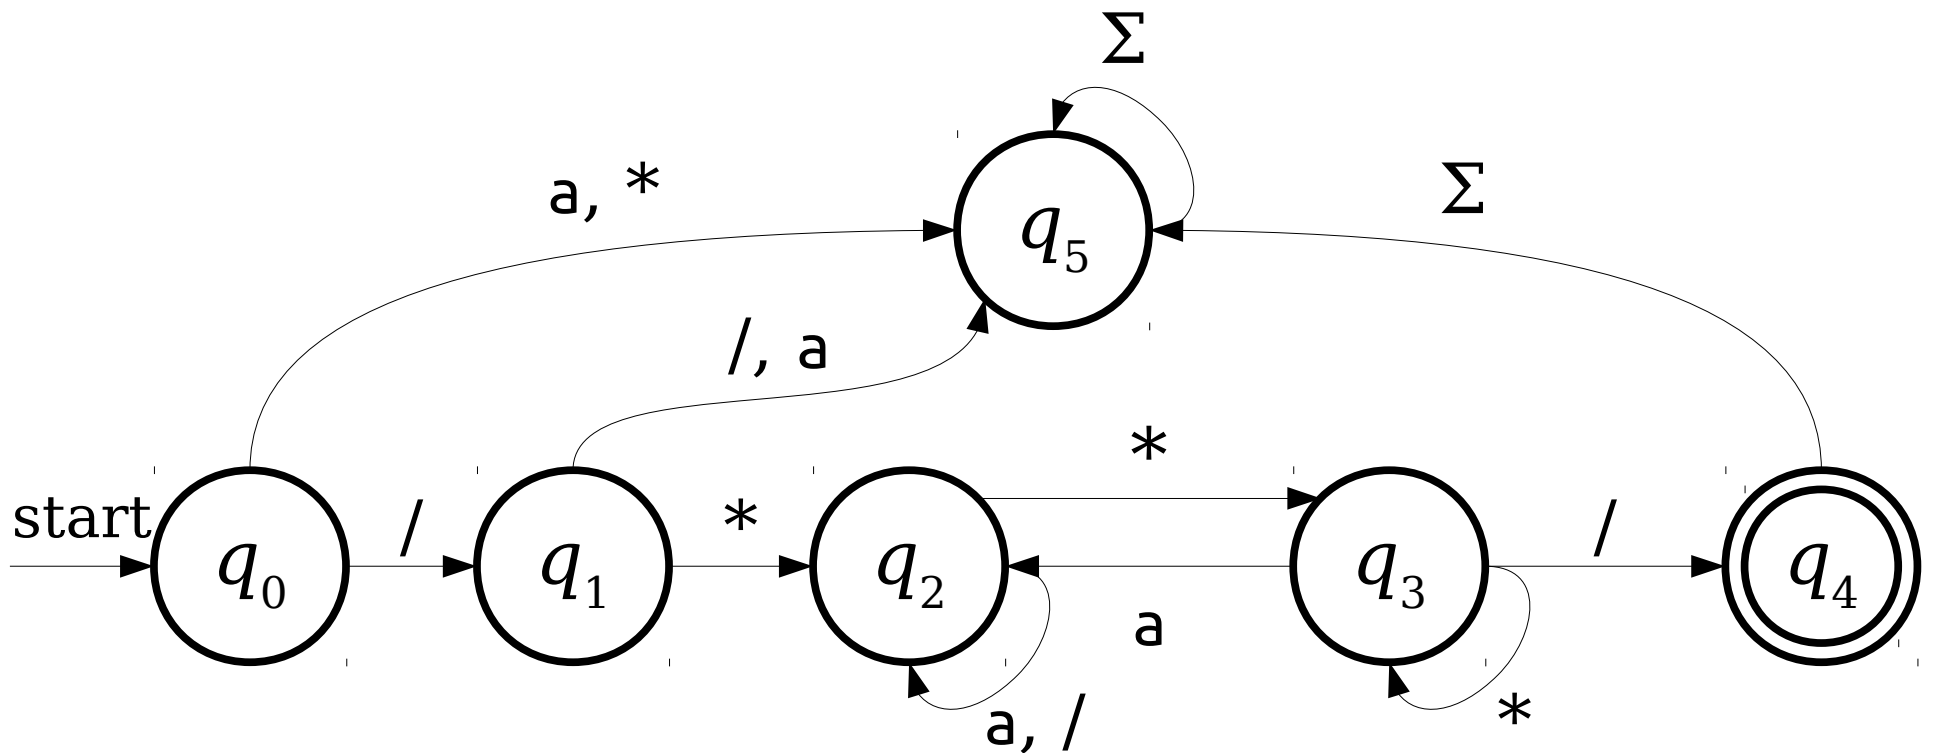 Σ
a, *
Σ
q5
/, a
*
start
/
*
/
q0
q1
q2
q3
q4
a
a, /
*